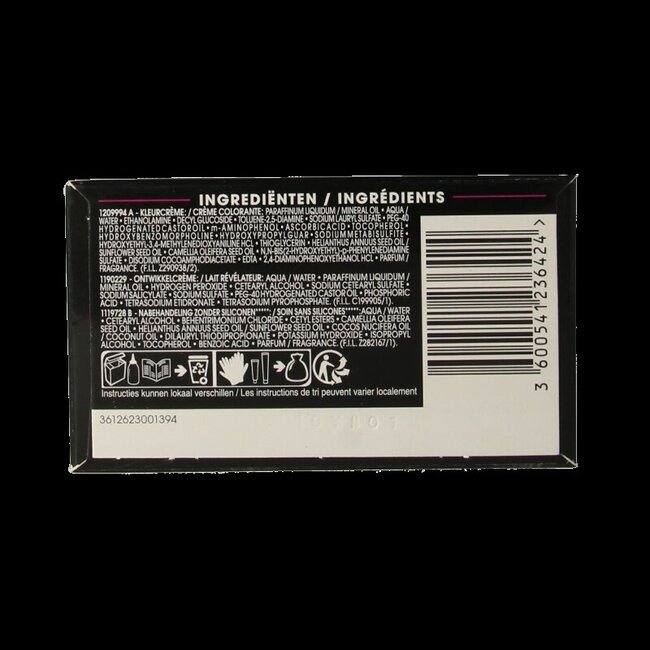 INGREDIËNTEN / INGRÉDIENTS
1209994 A - KLEURCRÈME: / CRÈME COLORANTE: PARAFFINUM LIQUIDUM / MINERAL OIL • AQUA /
WATER • ETHANOLAMINE • DECYL GLUCOSIDE • TOLUENE-2,5-DIAMINE • SODIUM LAURYL SULFATE • PEG-40
HYDROGENATED CASTOR OIL • m-AMINOPHENOL • ASCORBIC ACID • TOCOPHEROL •
HYDROXYBENZOMORPHOLINE • HYDROXYPROPYL GUAR • SODIUM METABISULFITE •
HYDROXYETHYL-3,4-METHYLENEDIOXYANILINE HCL • THIOGLYCERIN • HELIANTHUS ANNUUS SEED OIL /
SUNFLOWER SEED OIL • CAMELLIA OLEIFERA SEED OIL • N,N-BIS(2-HYDROXYETHYL)-p-PHENYLENEDIAMINE
SULFATE • DISODIUM COCOAMPHODIACETATE • EDTA • 2,4-DIAMINOPHENOXYETHANOL HCL • PARFUM /
FRAGRANCE. (F.I.L. Z290938/2).
1190229 - ONTWIKKELCRÈME: / LAIT RÉVÉLATEUR: AQUA / WATER • PARAFFINUM LIQUIDUM /
MINERAL OIL • HYDROGEN PEROXIDE • CETEARYL ALCOHOL • SODIUM CETEARYL SULFATE •
SODIUM SALICYLATE • SODIUM SULFATE • PEG-40 HYDROGENATED CASTOR OIL • PHOSPHORIC
ACID • TETRASODIUM ETIDRONATE • TETRASODIUM PYROPHOSPHATE. (F.I.L. C199905/1).
1119728 B - NABEHANDELING ZONDER SILICONEN*****: / SOIN SANS SILICONES*****: AQUA / WATER
• CETEARYL ALCOHOL • BEHENTRIMONIUM CHLORIDE • CETYL ESTERS • CAMELLIA OLEIFERA
SEED OIL • HELIANTHUS ANNUUS SEED OIL / SUNFLOWER SEED OIL • COCOS NUCIFERA OIL
/ COCONUT OIL • DILAURYL THIODIPROPIONATE • POTASSIUM HYDROXIDE • ISOPROPYL
ALCOHOL • TOCOPHEROL • BENZOIC ACID • PARFUM / FRAGRANCE. (F.I.L. Z282167/1).
Instructies kunnen lokaal verschillen / Les instructions de tri peuvent varier localement
3612623001394
3 600541 236424 >